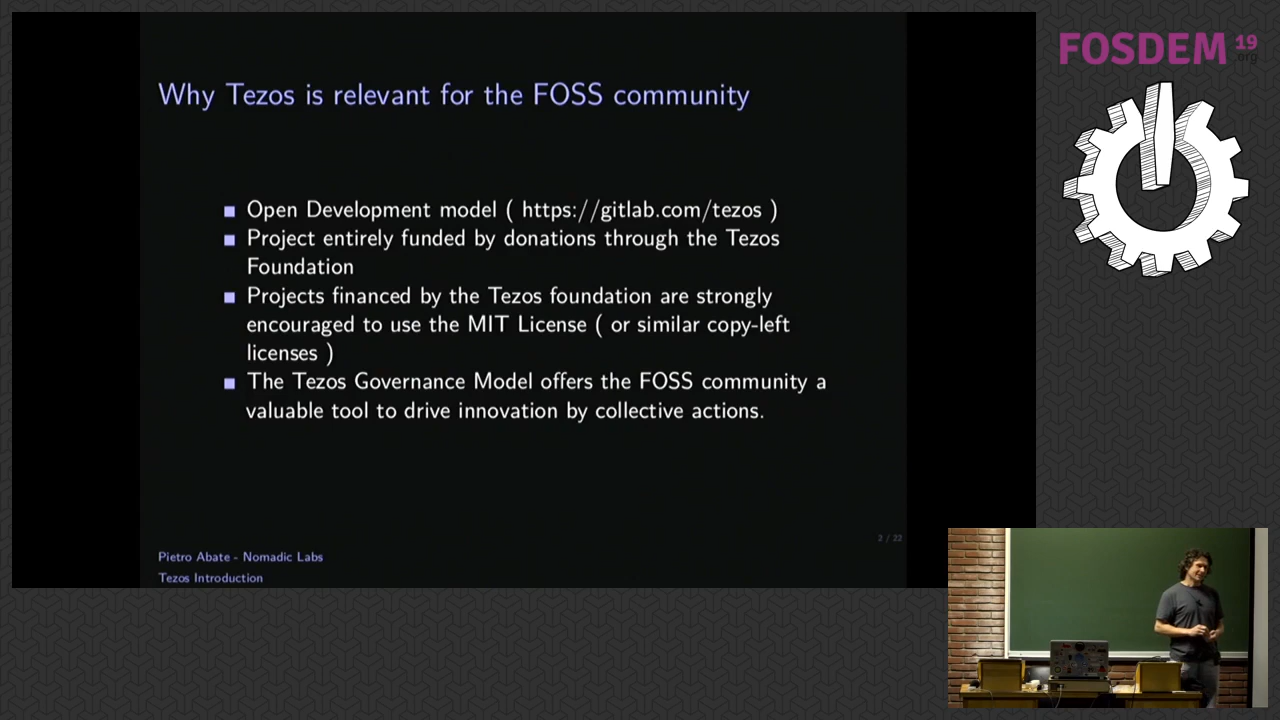 Why Tezos is relevant for the FOSS community
Open Development model ( https://gitlab.com/tezos )
Project entirely funded by donations through the Tezos
Foundation
Projects financed by the Tezos foundation are strongly
encouraged to use the MIT License ( or similar copy-left
licenses )
The Tezos Governance Model offers the FOSS community a
valuable tool to drive innovation by collective actions.
2 / 22
Pietro Abate - Nomadic Labs
Tezos Introduction
FOSDEM 19
.org